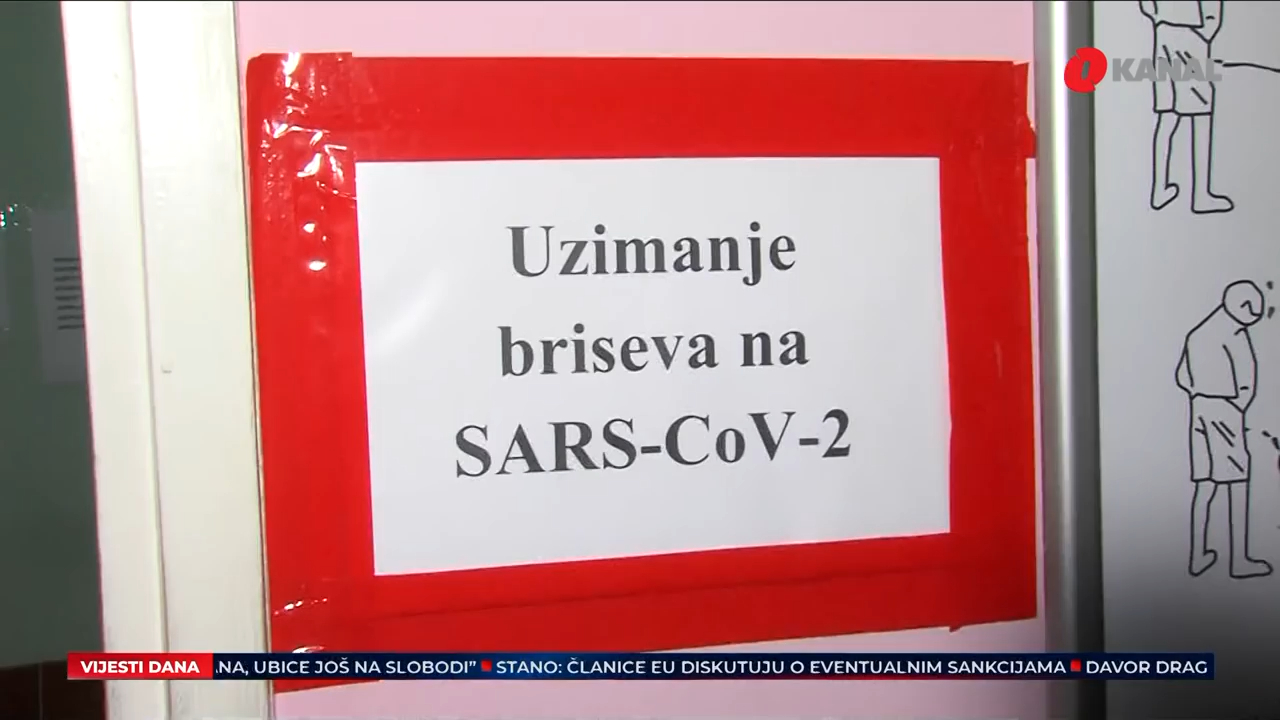 O KANAL
Uzimanje
briseva na
SARS-CoV-2
VIJESTI DANA NA, UBICE JOŠ NA SLOBODI” STANO: ČLANICE EU DISKUTUJU O EVENTUALNIM SANKCIJAMA DAVOR DRAG